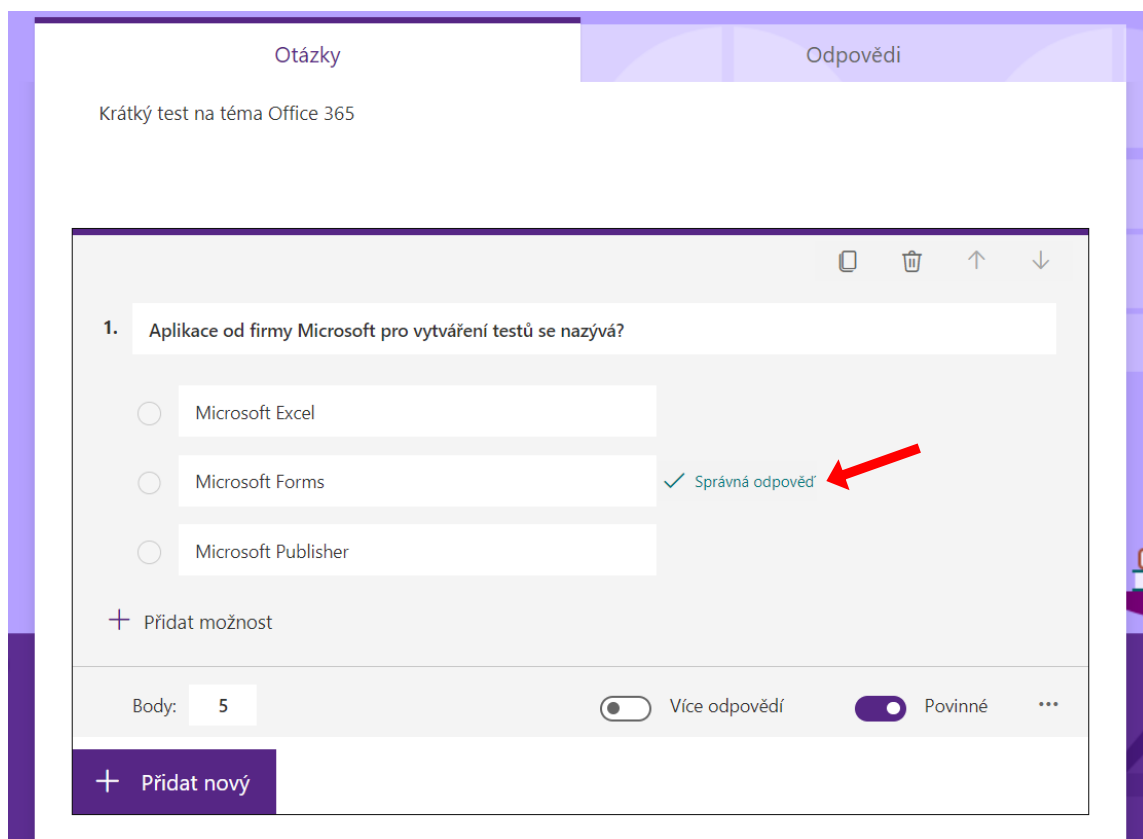 Otázky
Odpovědi
Krátký test na téma Office 365
1. Aplikace od firmy Microsoft pro vytváření testů se nazývá?
Microsoft Excel
Microsoft Forms
Správná odpověď
Microsoft Publisher
Přidat možnost
Body: 5
Více odpovědí
Povinné
Přidat nový